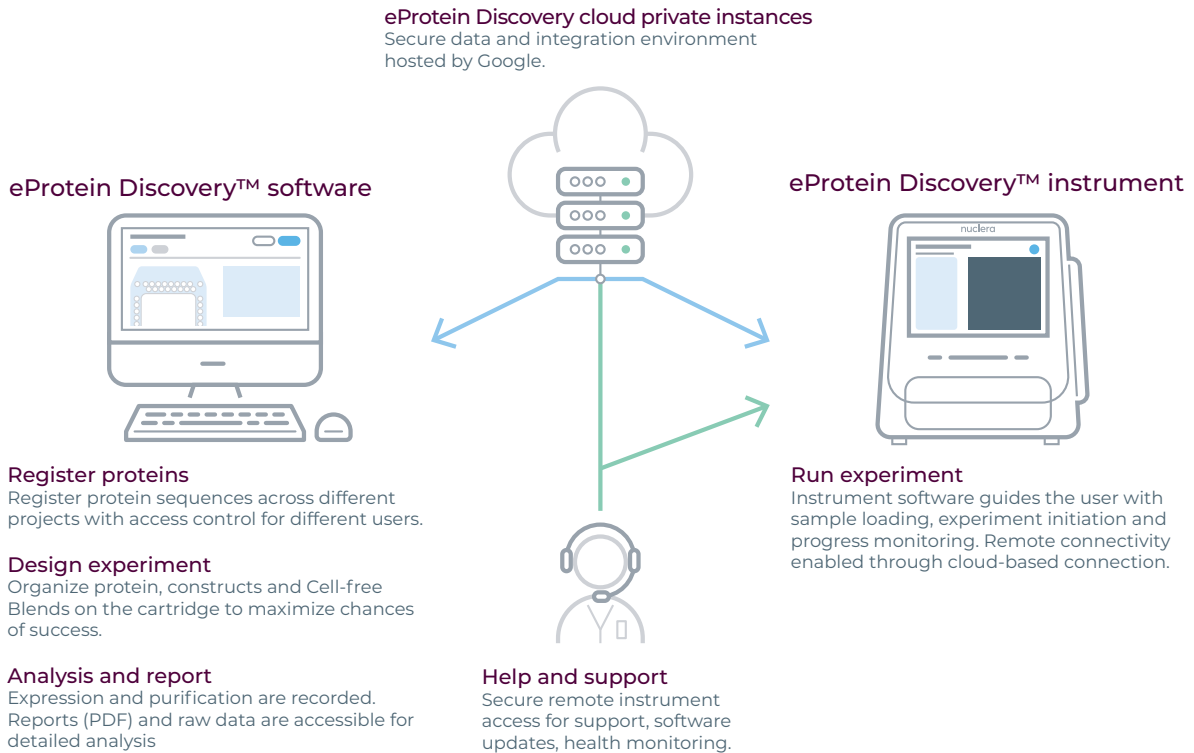 eProtein Discovery cloud private instances
Secure data and integration environment
hosted by Google.
eProtein Discovery™ software
eProtein Discovery™ instrument
nuclera
Register proteins
Register protein sequences across different
projects with access control for different users.
Design experiment
Organize protein, constructs and Cell-free
Blends on the cartridge to maximize chances
of success.
Analysis and report
Expression and purification are recorded.
Reports (PDF) and raw data are accessible for
detailed analysis
Help and support
Secure remote instrument
access for support, software
updates, health monitoring.
Run experiment
Instrument software guides the user with
sample loading, experiment initiation and
progress monitoring. Remote connectivity
enabled through cloud-based connection.